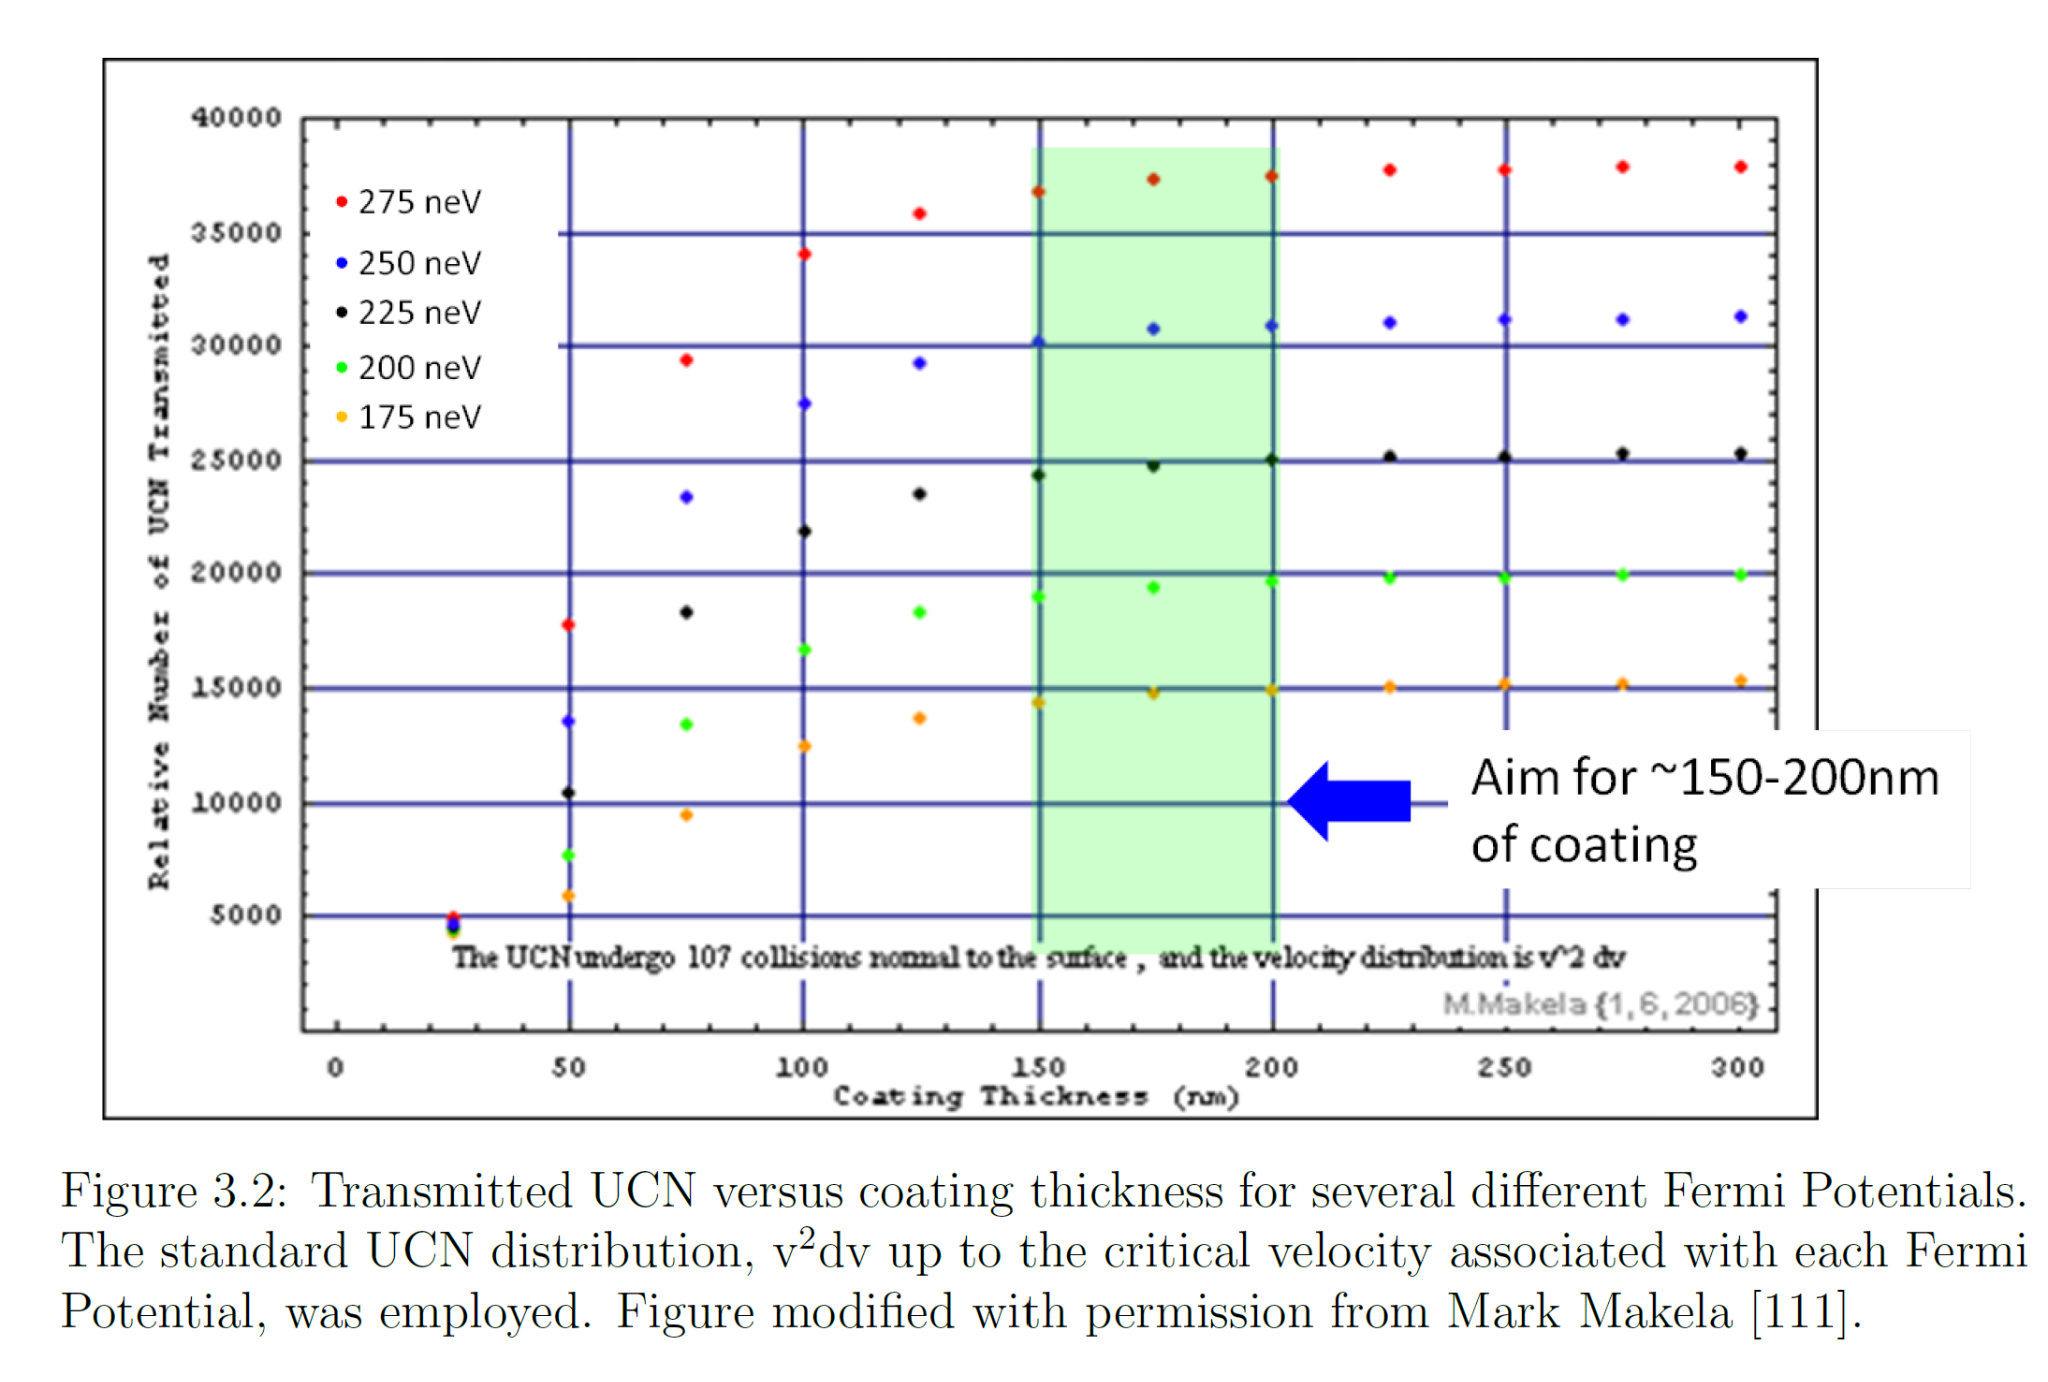 40000
35000
30000
25000
20000
15000
10000
5000
Relative Number of UCN Transmitted
275 neV
250 neV
225 neV
200 neV
175 neV
Aim for ~150-200nm
of coating
The UCN undergo 107 collisions normal to the surface , and the velocity distribution is v^2 dv
M.Makela {1, 6, 2006}
0 50 100 150 200 250 300
Coating Thickness (nm)
Figure 3.2: Transmitted UCN versus coating thickness for several different Fermi Potentials.
The standard UCN distribution, v²dv up to the critical velocity associated with each Fermi
Potential, was employed. Figure modified with permission from Mark Makela [111].